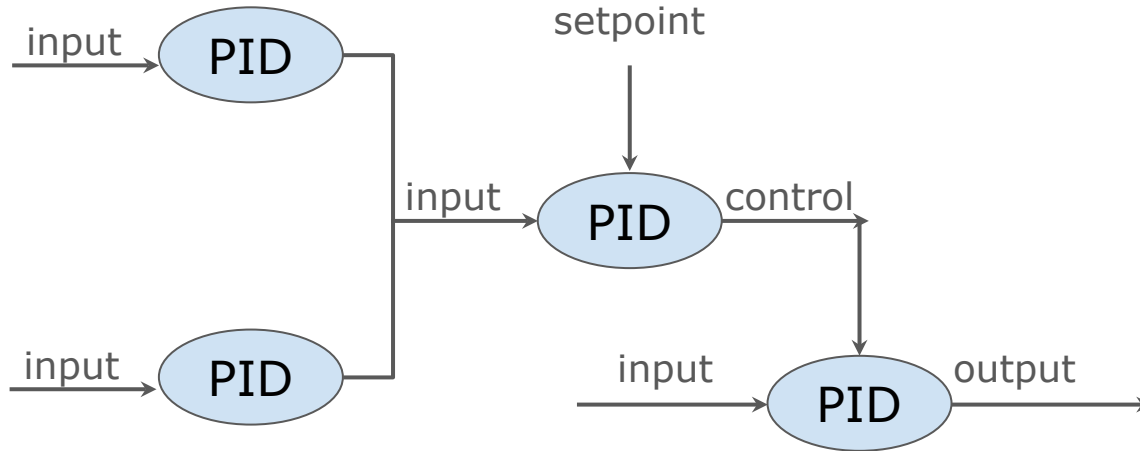 input
PID
setpoint
input
PID
control
input
PID
input
PID
output